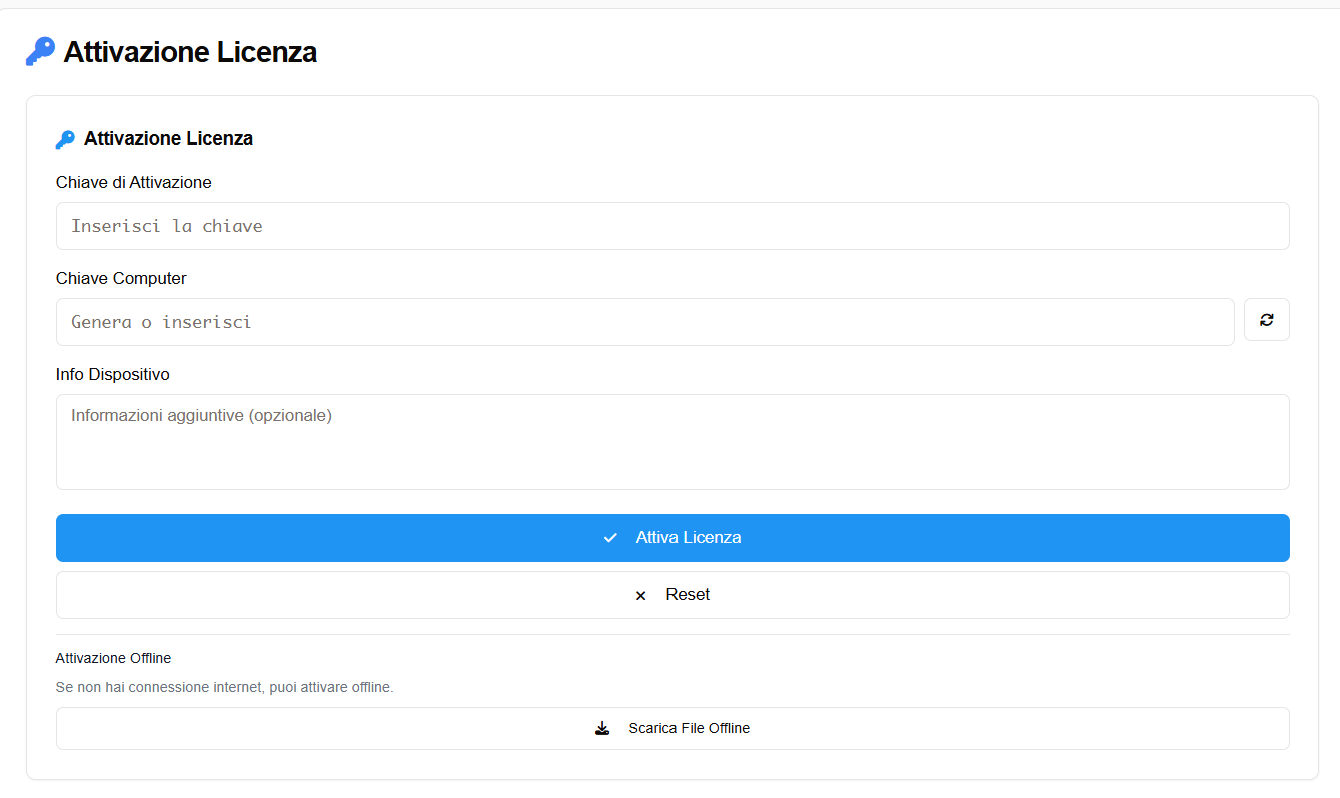 Attivazione Licenza
Attivazione Licenza
Chiave di Attivazione
Inserisci la chiave
Chiave Computer
Genera o inserisci
Info Dispositivo
Informazioni aggiuntive (opzionale)
Attiva Licenza
Reset
Attivazione Offline
Se non hai connessione internet, puoi attivare offline.
Scarica File Offline